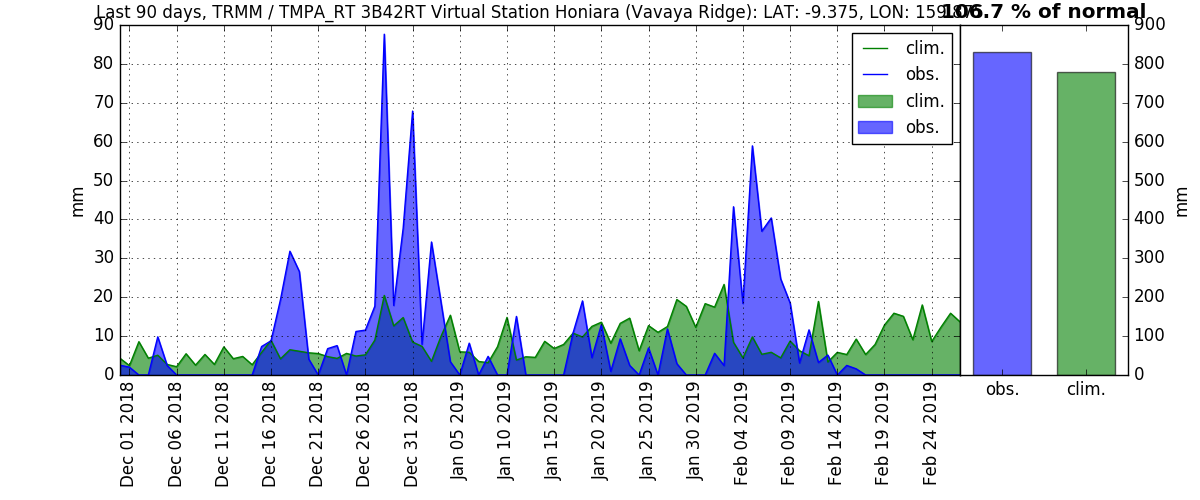 Last 90 days, TRMM / TMPA_RT 3B42RT Virtual Station Honiara (Vavaya Ridge): LAT: -9.375, LON:
106.7 % of normal
90
80
70
60
50
40
30
20
10
0
mm
clim.
obs.
clim.
obs.
900
800
700
600
500
400
300
200
100
0
mm
obs.
clim.
Dec 01 2018
Dec 06 2018
Dec 11 2018
Dec 16 2018
Dec 21 2018
Dec 26 2018
Dec 31 2018
Jan 05 2019
Jan 10 2019
Jan 15 2019
Jan 20 2019
Jan 25 2019
Jan 30 2019
Feb 04 2019
Feb 09 2019
Feb 14 2019
Feb 19 2019
Feb 24 2019